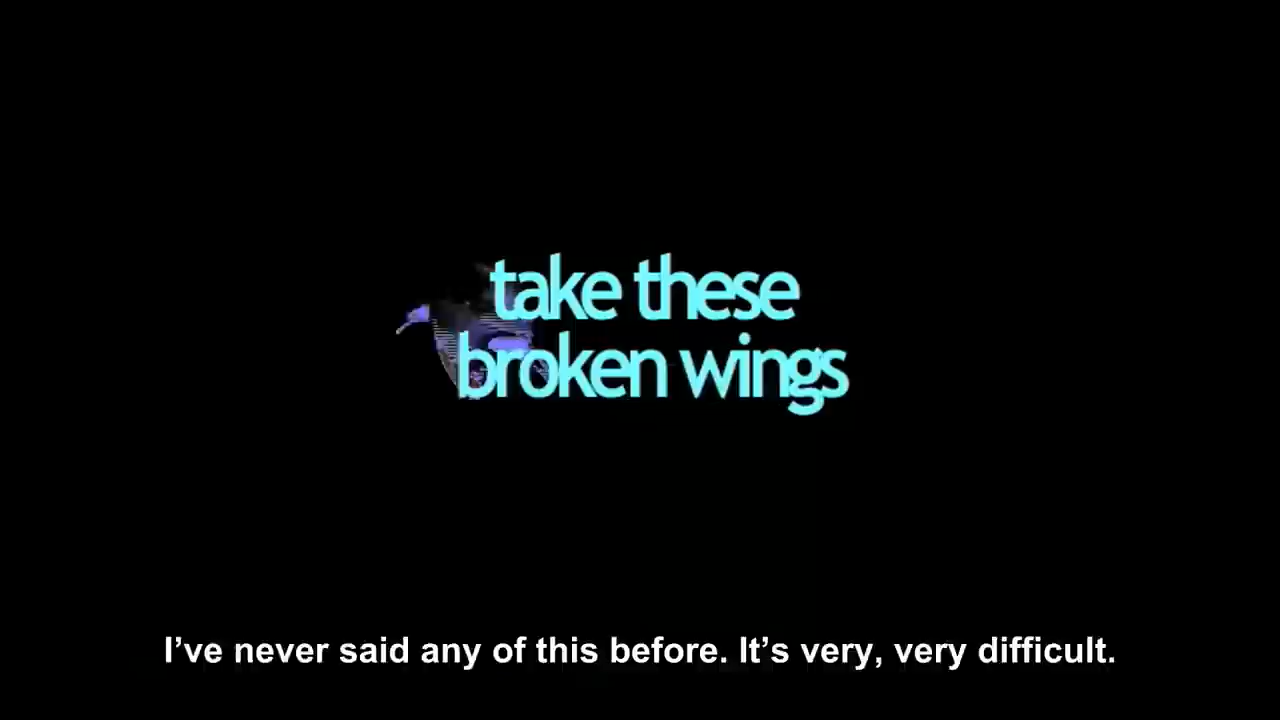 take these
broken wings
I’ve never said any of this before. It’s very, very difficult.